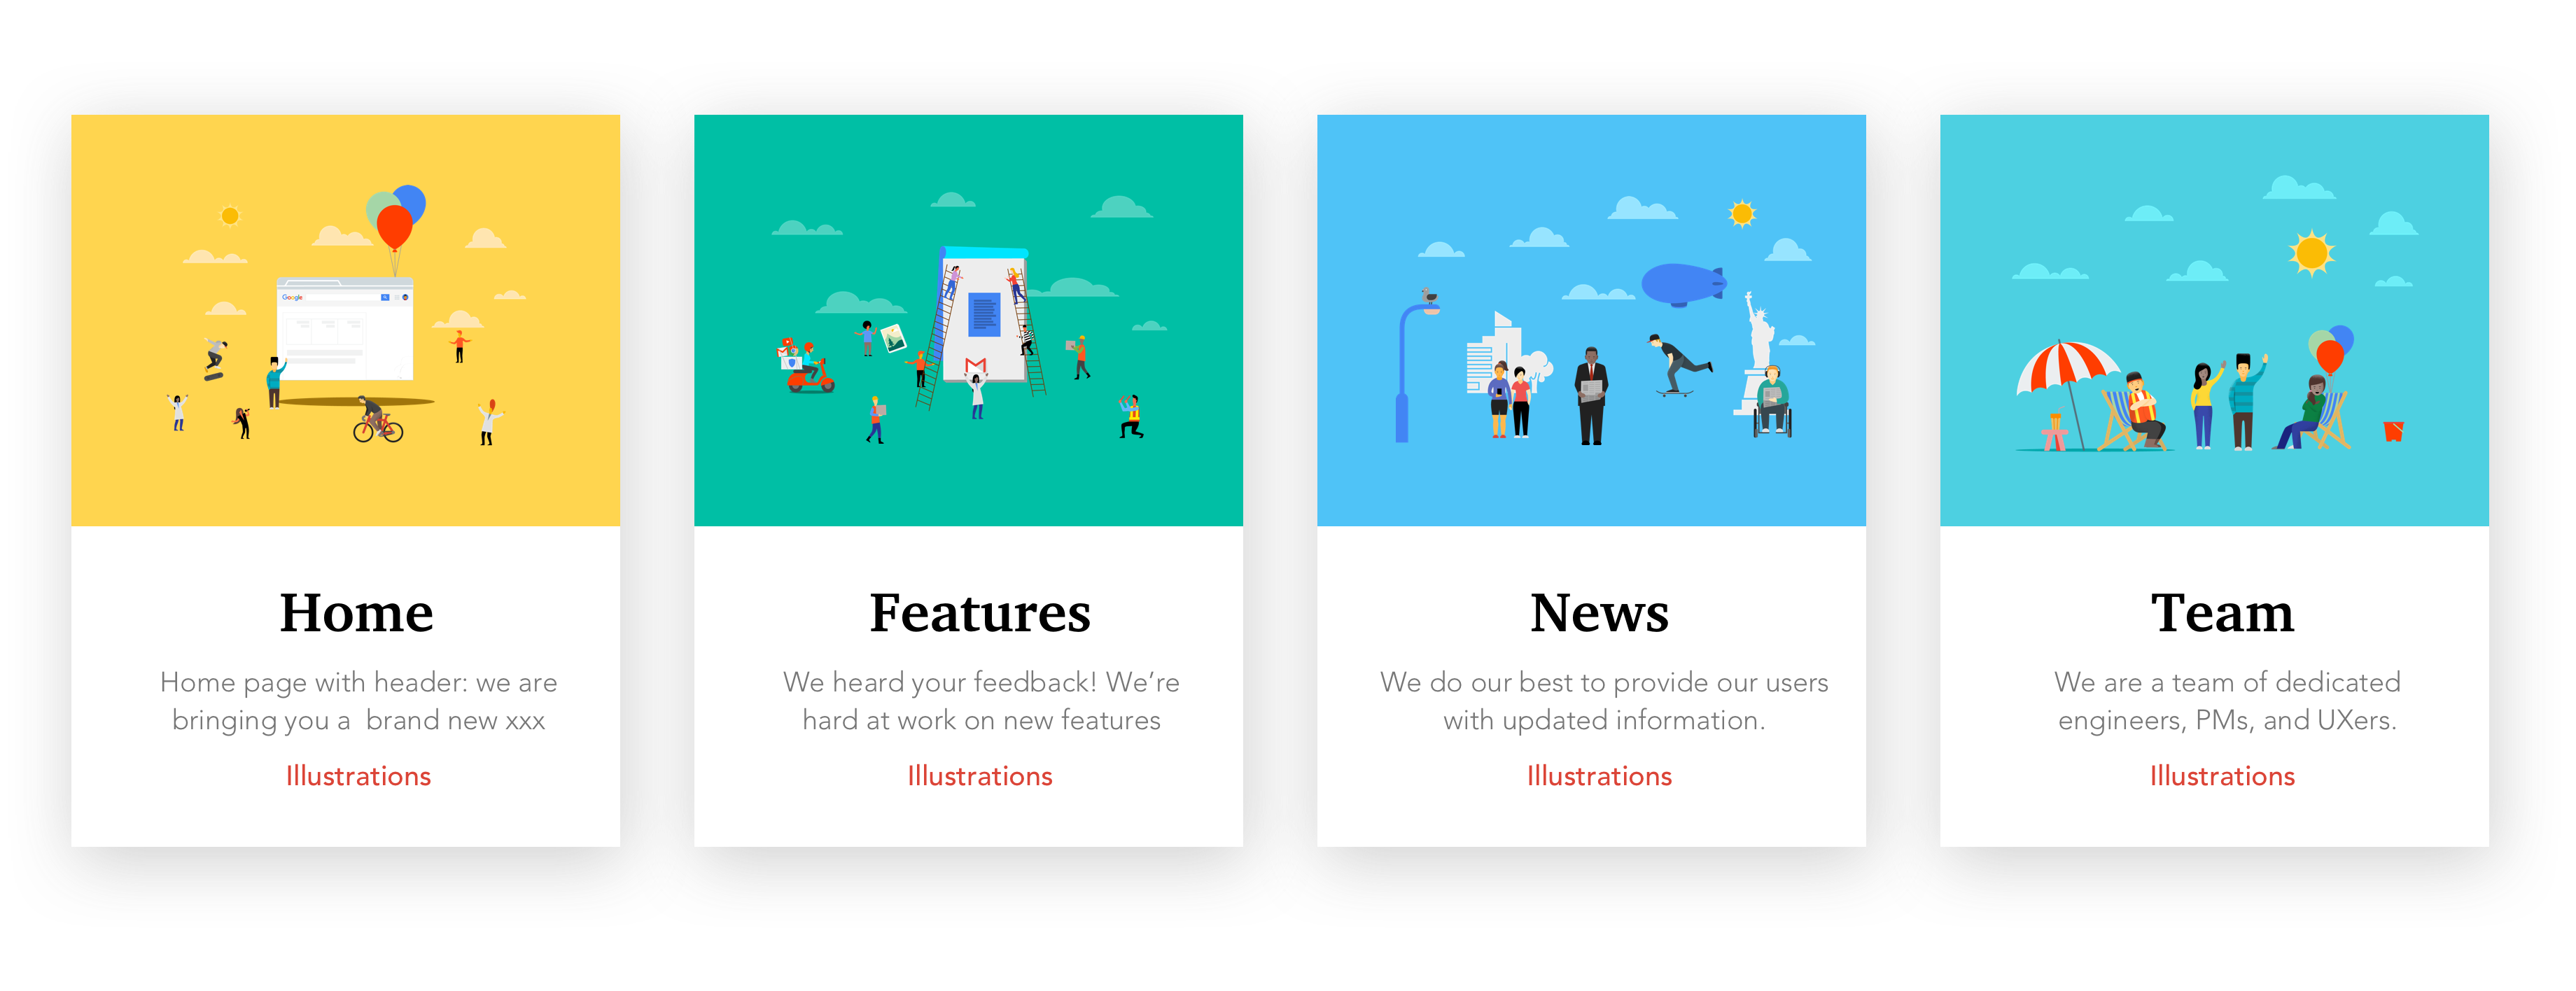 Google
Home
Home page with header: we are
bringing you a  brand new xxx
Illustrations
Features
We heard your feedback! We’re
hard at work on new features
Illustrations
News
We do our best to provide our users
with updated information.
Illustrations
Team
We are a team of dedicated
engineers, PMs, and UXers.
Illustrations